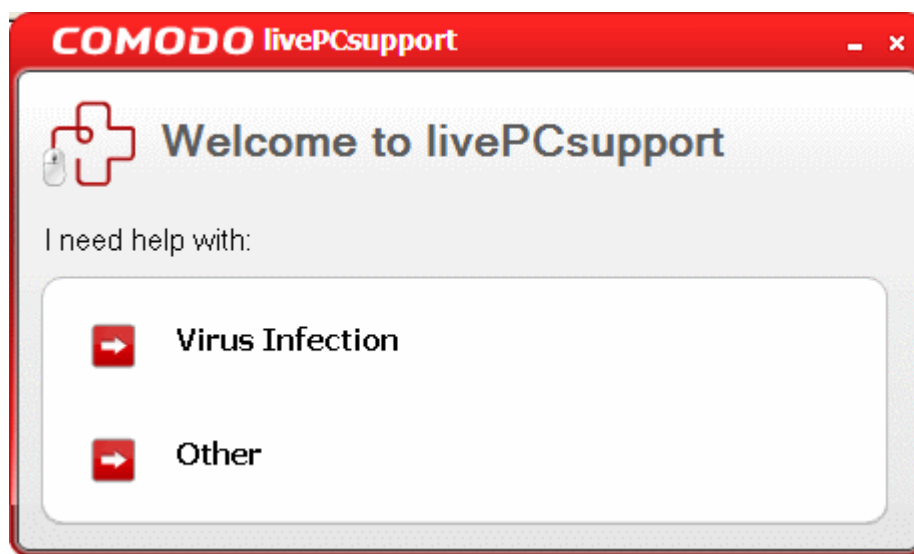 COMODO livePCsupport
Welcome to livePCsupport
I need help with:
Virus Infection
Other